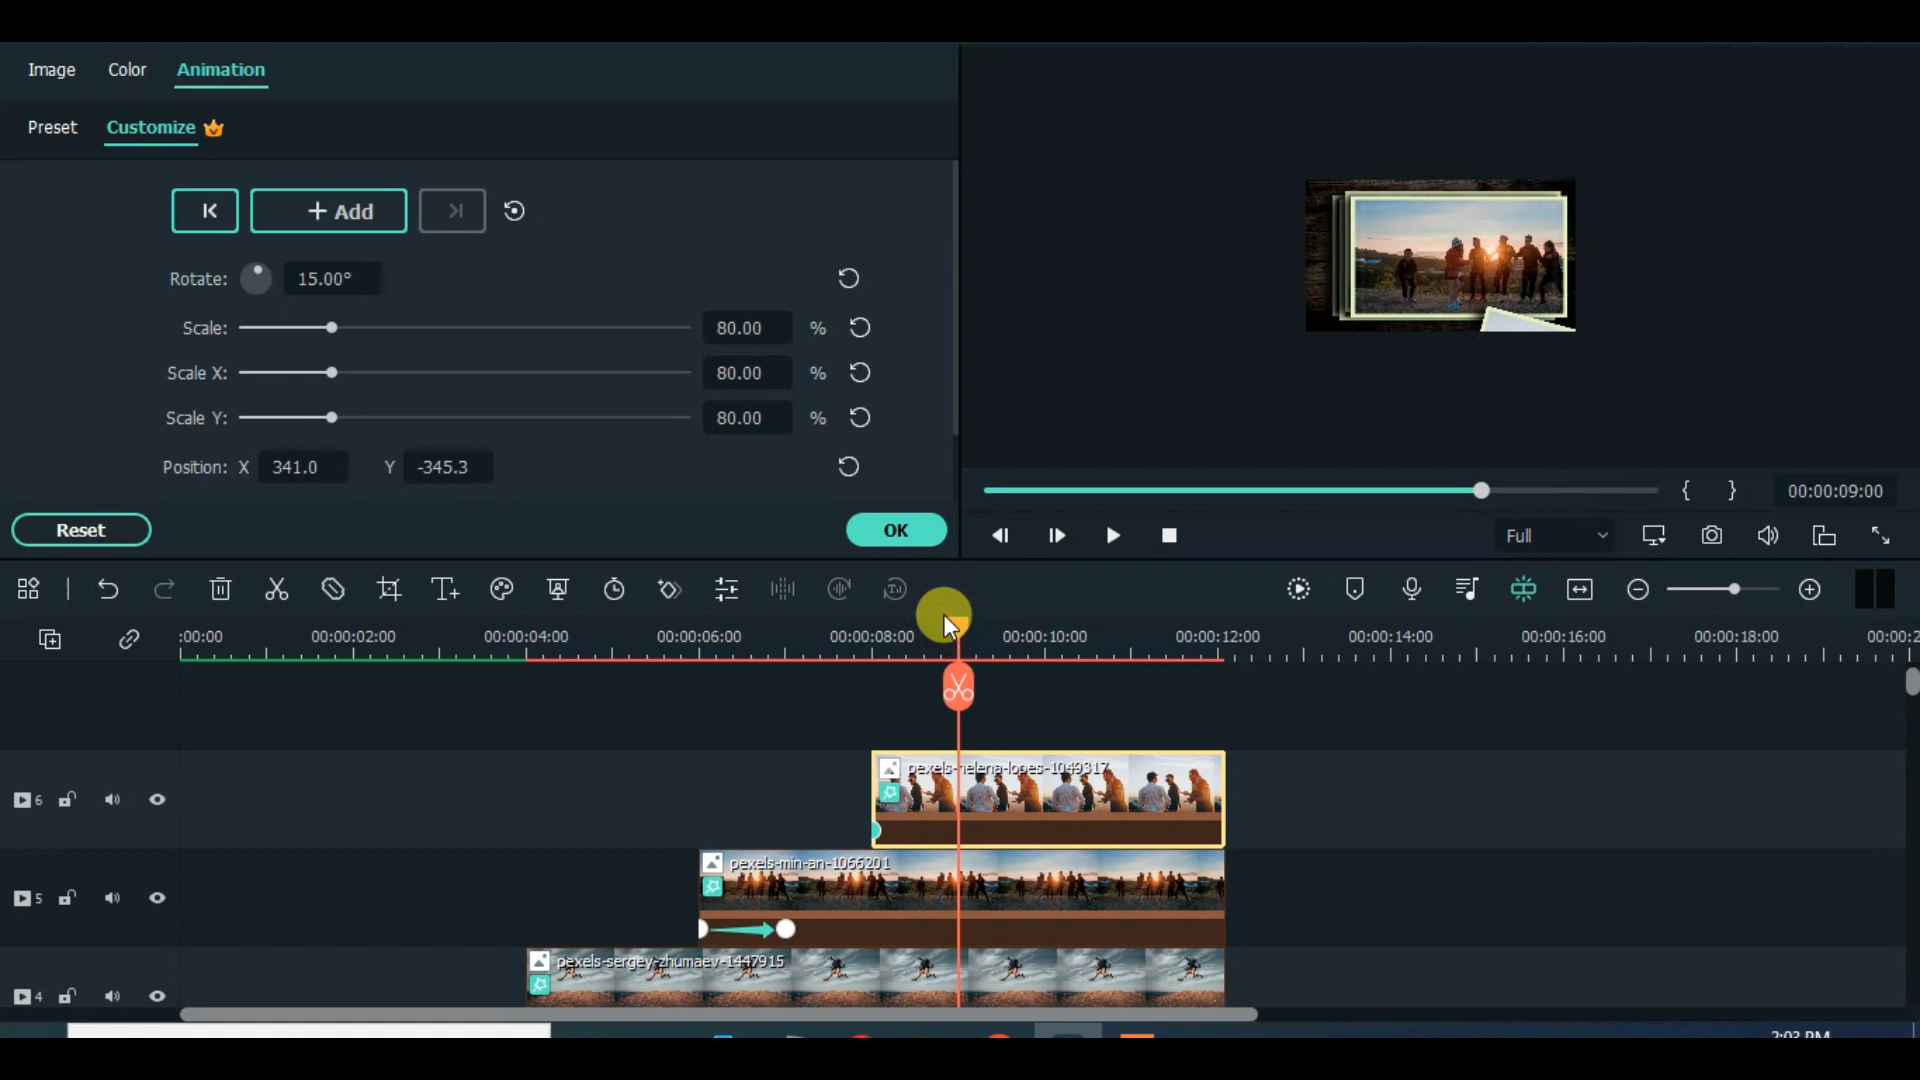 Image Color Animation
Preset Customize
+ Add
Rotate: 15.00°
Scale: 80.00 %
Scale X: 80.00 %
Scale Y: 80.00 %
Position: X 341.0 Y -345.3
Reset OK
{ } 00:00:09:00
Full
:00:00 00:00:02:00 00:00:04:00 00:00:06:00 00:00:08:00 00:00:10:00 00:00:12:00 00:00:14:00 00:00:16:00 00:00:18:00 00:00:2
pexels-helena-lopes-1049317
6
pexels-min-an-1066201
5
pexels-sergey-zhumaev-1447915
4
2:03 PM